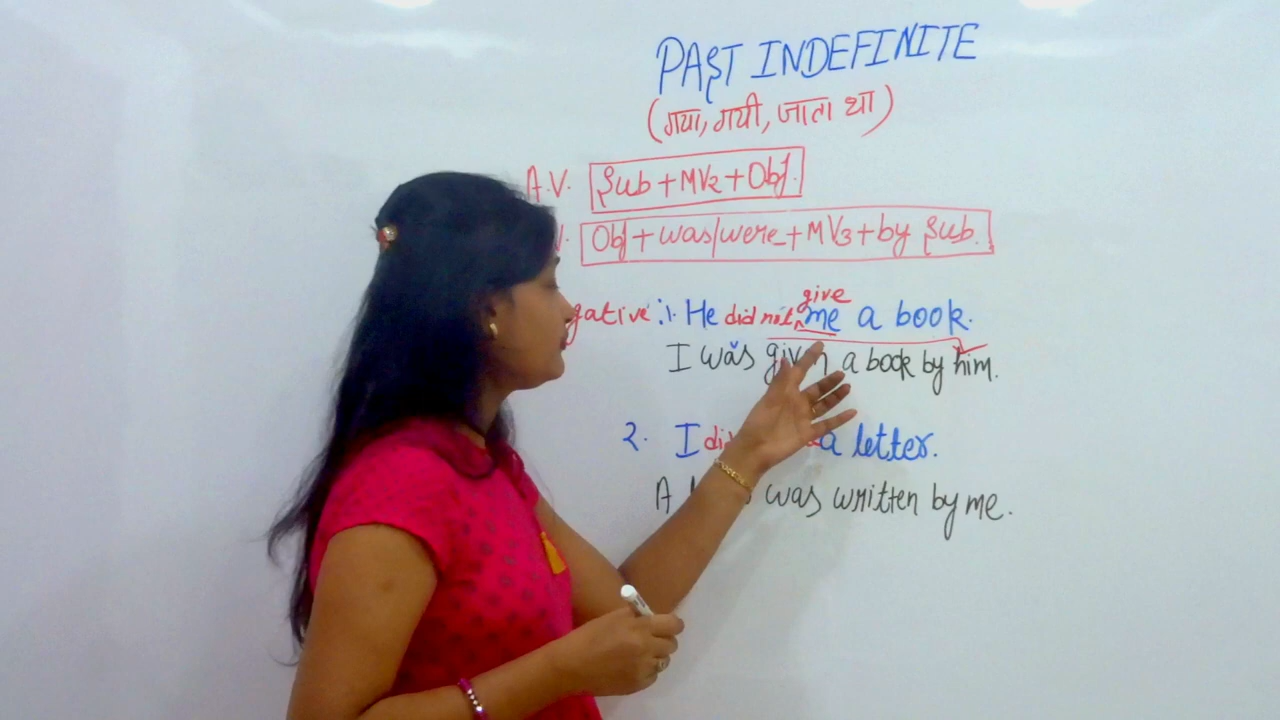 PAST INDEFINITE
(गया, गयी, जाता था)
A.V. Sub + MV2 + Obj.
Obj + was/were + MV3 + by Sub.
:1. He did not give me a book.
I was given a book by him.
2. I a letter.
A was written by me.